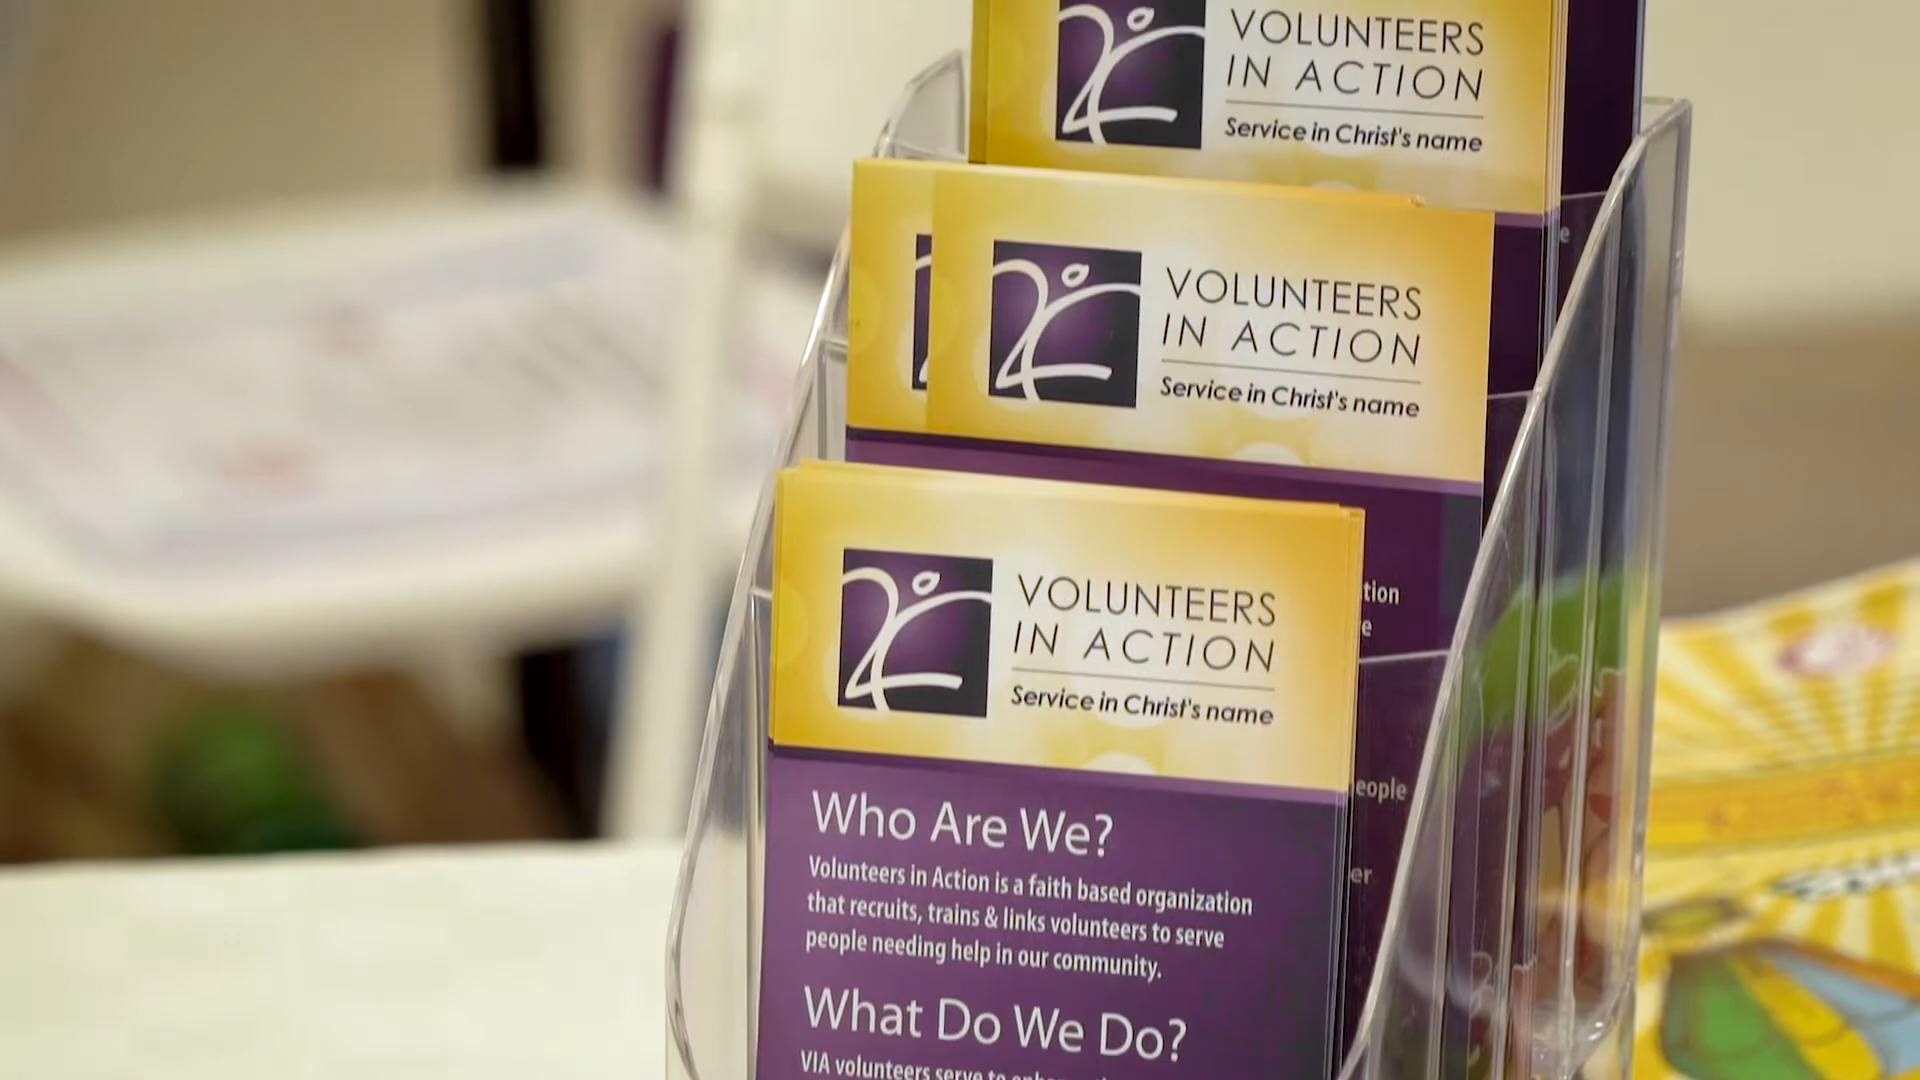 VOLUNTEERS
IN ACTION
Service in Christ's name
VOLUNTEERS
IN ACTION
Service in Christ's name
VOLUNTEERS
IN ACTION
Service in Christ's name
Who Are We?
Volunteers in Action is a faith based organization
that recruits, trains & links volunteers to serve
people needing help in our community.
What Do We Do?
VIA volunteers serve to